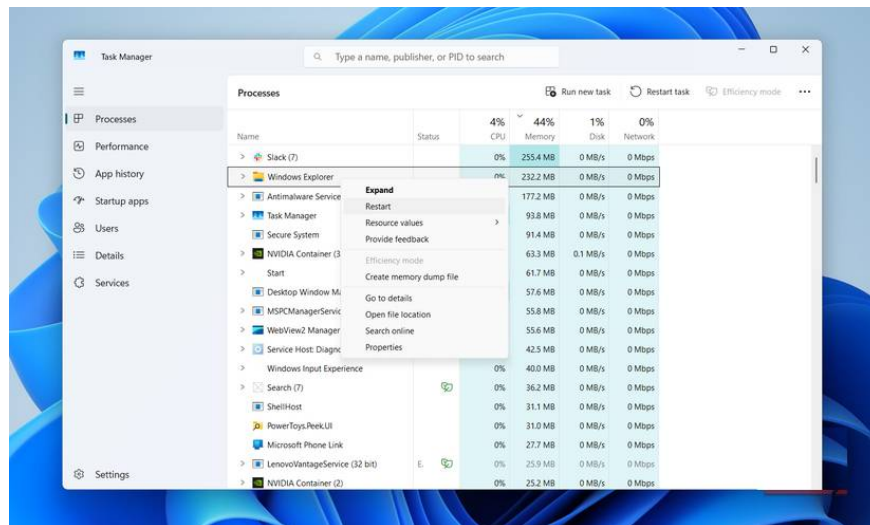 Task Manager
Type a name, publisher, or PID to search
Processes
Run new task
Restart task
Efficiency mode
Processes
Performance
App history
Startup apps
Users
Details
Services
Settings
4% 44% 1% 0%
Name Status CPU Memory Disk Network
Slack (7) 0% 255.4 MB 0 MB/s 0 Mbps
Windows Explorer 0% 232.2 MB 0 MB/s 0 Mbps
Antimalware Service 177.2 MB 0 MB/s 0 Mbps
Task Manager 93.8 MB 0 MB/s 0 Mbps
Secure System 91.4 MB 0 MB/s 0 Mbps
NVIDIA Container (3 63.3 MB 0.1 MB/s 0 Mbps
Start 61.7 MB 0 MB/s 0 Mbps
Desktop Window Ma 57.6 MB 0 MB/s 0 Mbps
MSPCManagerServic 55.8 MB 0 MB/s 0 Mbps
WebView2 Manager 55.6 MB 0 MB/s 0 Mbps
Service Host: Diagno 42.5 MB 0 MB/s 0 Mbps
Windows Input Experience 0% 40.0 MB 0 MB/s 0 Mbps
Search (7) 0% 36.2 MB 0 MB/s 0 Mbps
ShellHost 0% 31.1 MB 0 MB/s 0 Mbps
PowerToys.Peek.UI 0% 31.0 MB 0 MB/s 0 Mbps
Microsoft Phone Link 0% 27.7 MB 0 MB/s 0 Mbps
LenovoVantageService (32 bit) E. 0% 25.9 MB 0 MB/s 0 Mbps
NVIDIA Container (2) 0% 25.2 MB 0 MB/s 0 Mbps
Expand
Restart
Resource values
Provide feedback
Efficiency mode
Create memory dump file
Go to details
Open file location
Search online
Properties